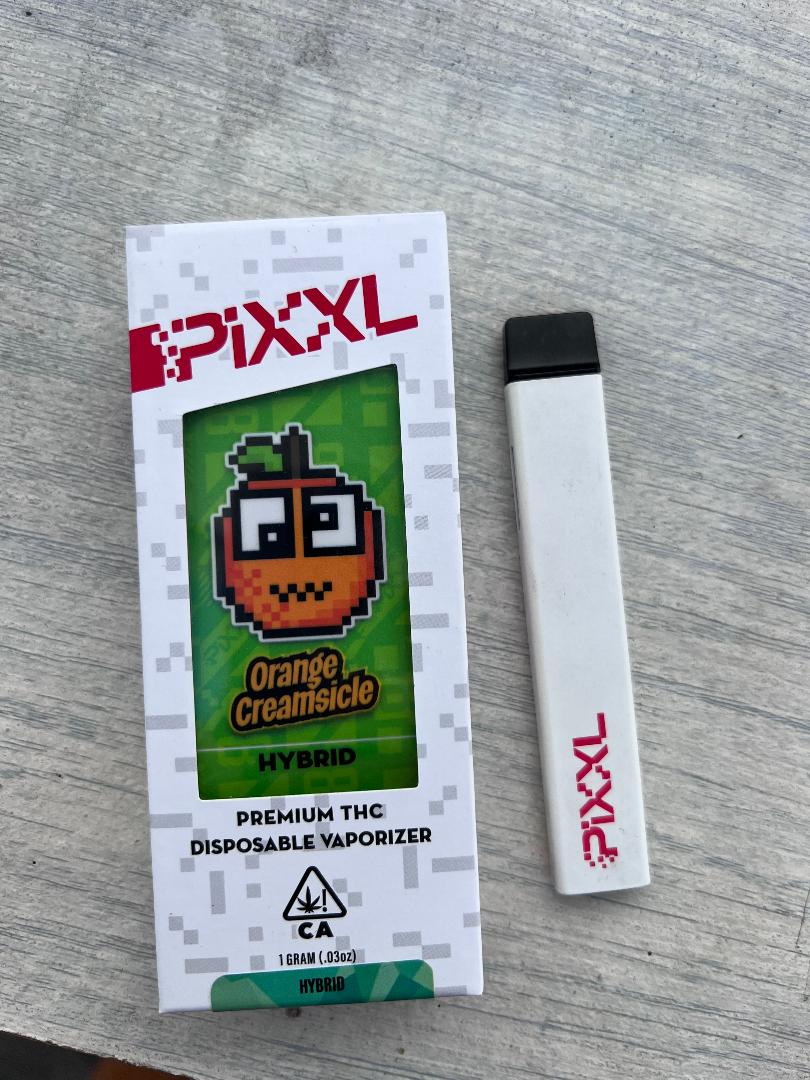 PiXXL
Orange
Creamsicle
HYBRID
PREMIUM THC
DISPOSABLE VAPORIZER
CA
1 GRAM (.03oz)
HYBRID
PiXXL